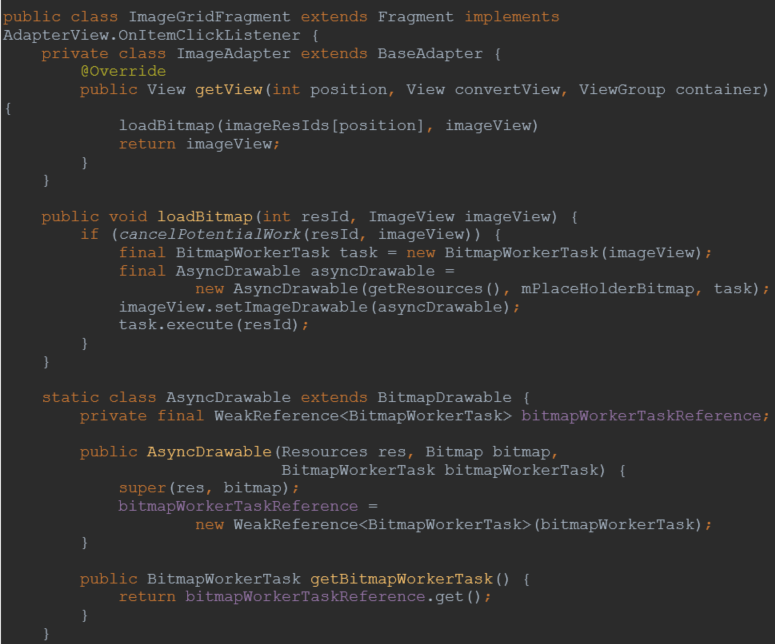 public class ImageGridFragment extends Fragment implements
AdapterView.OnItemClickListener {
    private class ImageAdapter extends BaseAdapter {
        @Override
        public View getView(int position, View convertView, ViewGroup container)
{
            loadBitmap(imageResIds[position], imageView)
            return imageView;
        }
    }

    public void loadBitmap(int resId, ImageView imageView) {
        if (cancelPotentialWork(resId, imageView)) {
            final BitmapWorkerTask task = new BitmapWorkerTask(imageView);
            final AsyncDrawable asyncDrawable =
                    new AsyncDrawable(getResources(), mPlaceHolderBitmap, task);
            imageView.setImageDrawable(asyncDrawable);
            task.execute(resId);
        }
    }

    static class AsyncDrawable extends BitmapDrawable {
        private final WeakReference<BitmapWorkerTask> bitmapWorkerTaskReference;

        public AsyncDrawable(Resources res, Bitmap bitmap,
                             BitmapWorkerTask bitmapWorkerTask) {
            super(res, bitmap);
            bitmapWorkerTaskReference =
                    new WeakReference<BitmapWorkerTask>(bitmapWorkerTask);
        }

        public BitmapWorkerTask getBitmapWorkerTask() {
            return bitmapWorkerTaskReference.get();
        }
    }